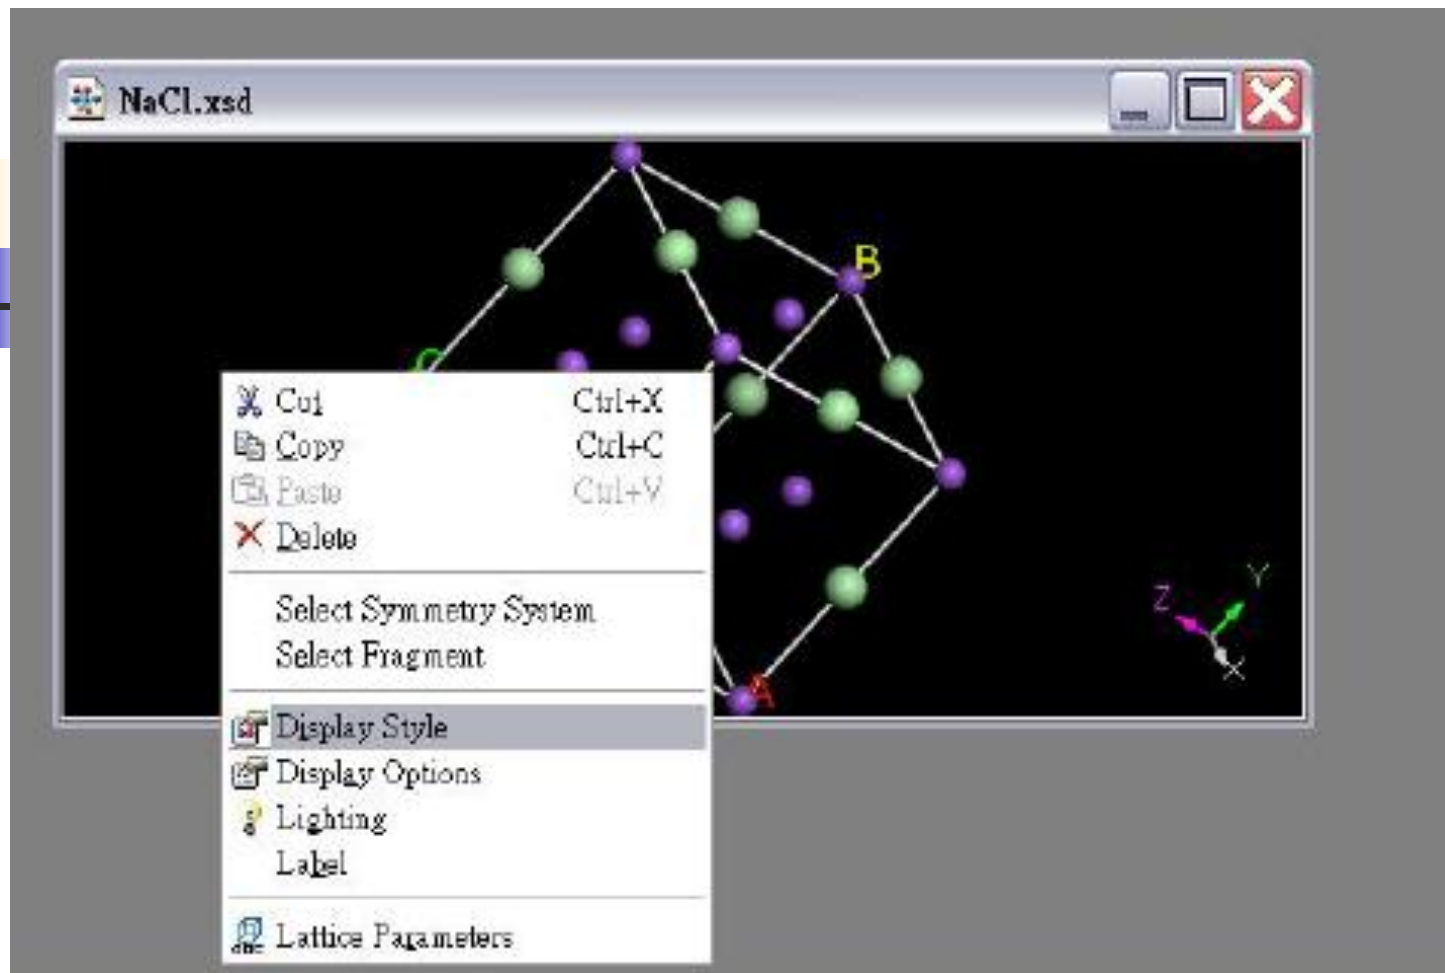 NaCl.xsd
B
C
Cut Ctrl+X
Copy Ctrl+C
Paste Ctrl+V
Delete
Select Symmetry System
Select Fragment
Y
Z
X
A
Display Style
Display Options
Lighting
Label
Lattice Parameters